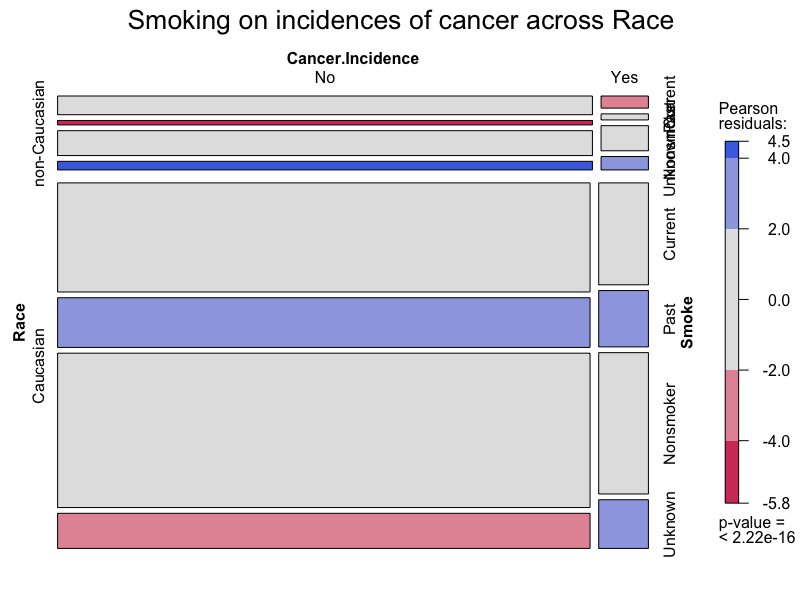 Smoking on incidences of cancer across Race
Cancer.Incidence
No
Yes
Race
non-Caucasian
Caucasian
Unknown
Current
Past
Nonsmoker
Unknown
Smoke
Pearson
residuals:
4.5
4.0
2.0
0.0
-2.0
-4.0
-5.8
p-value =
< 2.22e-16